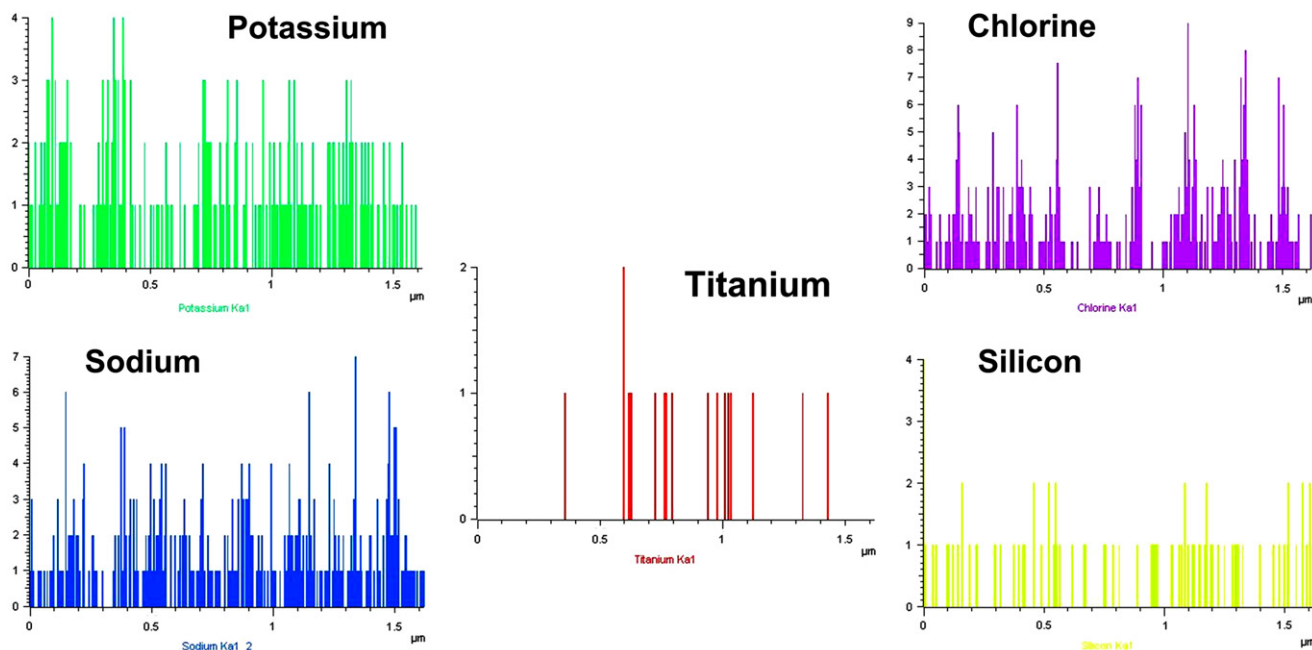 Potassium
4
3
2
1
0
0 0.5 1 1.5
µm
Potassium Ka1
Chlorine
9
8
7
6
5
4
3
2
1
0
0 0.5 1 1.5
µm
Chlorine Ka1
Titanium
2
1
0
0 0.5 1 1.5
µm
Titanium Ka1
Sodium
7
6
5
4
3
2
1
0
0 0.5 1 1.5
µm
Sodium Ka1_2
Silicon
4
3
2
1
0
0 0.5 1 1.5
µm
Silicon Ka1